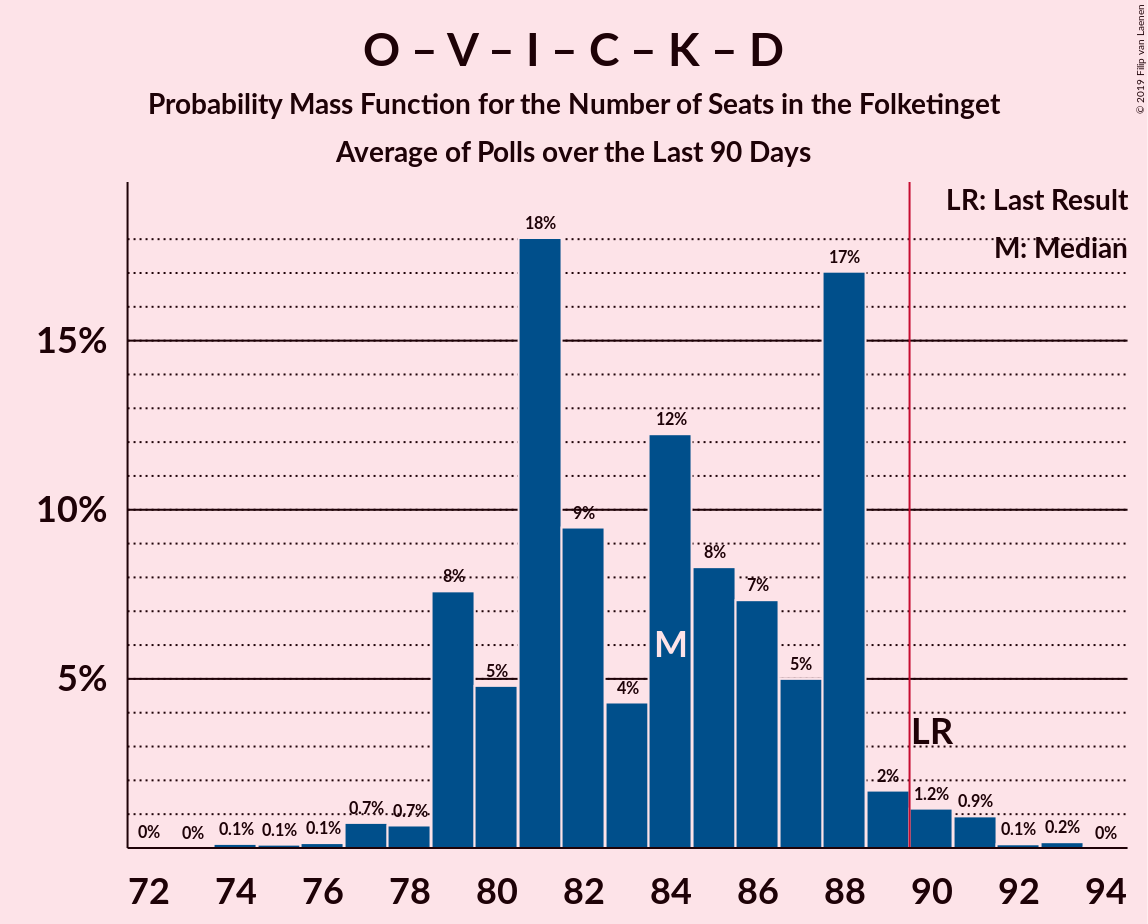 O – V – I – C – K – D
Probability Mass Function for the Number of Seats in the Folketinget
Average of Polls over the Last 90 Days
© 2019 Filip van Laenen
LR: Last Result
M: Median
15%
10%
5%
0% 0% 0.1% 0.1% 0.1% 0.7% 0.7% 8% 5% 18% 9% 4% 12% 8% 7% 5% 17% 2% 1.2% 0.9% 0.1% 0.2% 0%
M
LR
72 74 76 78 80 82 84 86 88 90 92 94